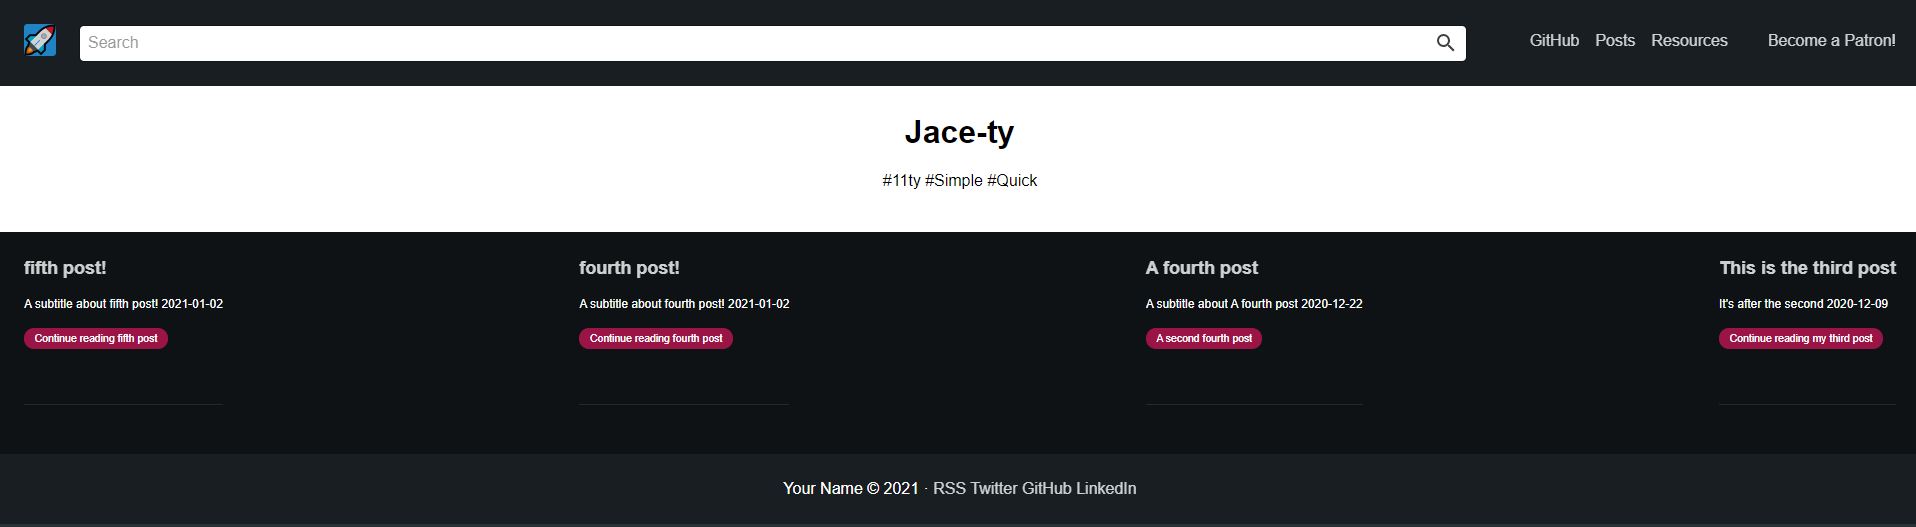 Search
GitHub Posts Resources Become a Patron!
Jace-ty
#11ty #Simple #Quick
fifth post!
A subtitle about fifth post! 2021-01-02
Continue reading fifth post
fourth post!
A subtitle about fourth post! 2021-01-02
Continue reading fourth post
A fourth post
A subtitle about A fourth post 2020-12-22
A second fourth post
This is the third post
It's after the second 2020-12-09
Continue reading my third post
Your Name © 2021 · RSS Twitter GitHub LinkedIn